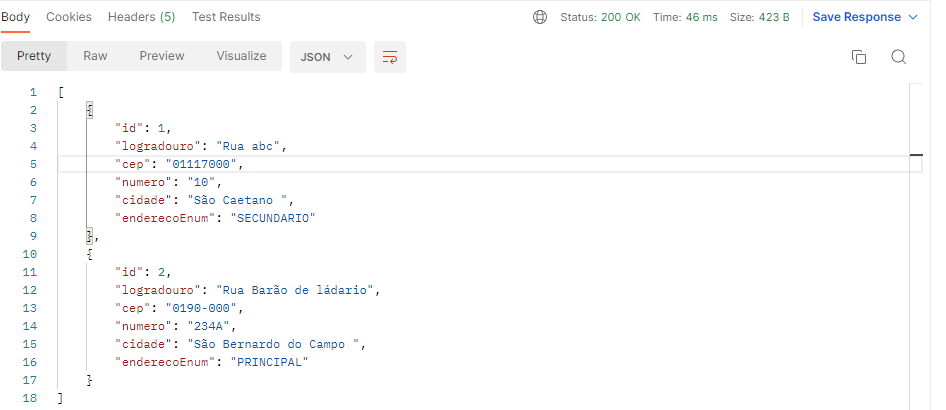 Body Cookies Headers (5) Test Results Status: 200 OK Time: 46 ms Size: 423 B Save Response
Pretty Raw Preview Visualize JSON
1 [
2 {
3 "id": 1,
4 "logradouro": "Rua abc",
5 "cep": "01117000",
6 "numero": "10",
7 "cidade": "São Caetano ",
8 "enderecoEnum": "SECUNDARIO"
9 },
10 {
11 "id": 2,
12 "logradouro": "Rua Barão de ládario",
13 "cep": "0190-000",
14 "numero": "234A",
15 "cidade": "São Bernardo do Campo ",
16 "enderecoEnum": "PRINCIPAL"
17 }
18 ]